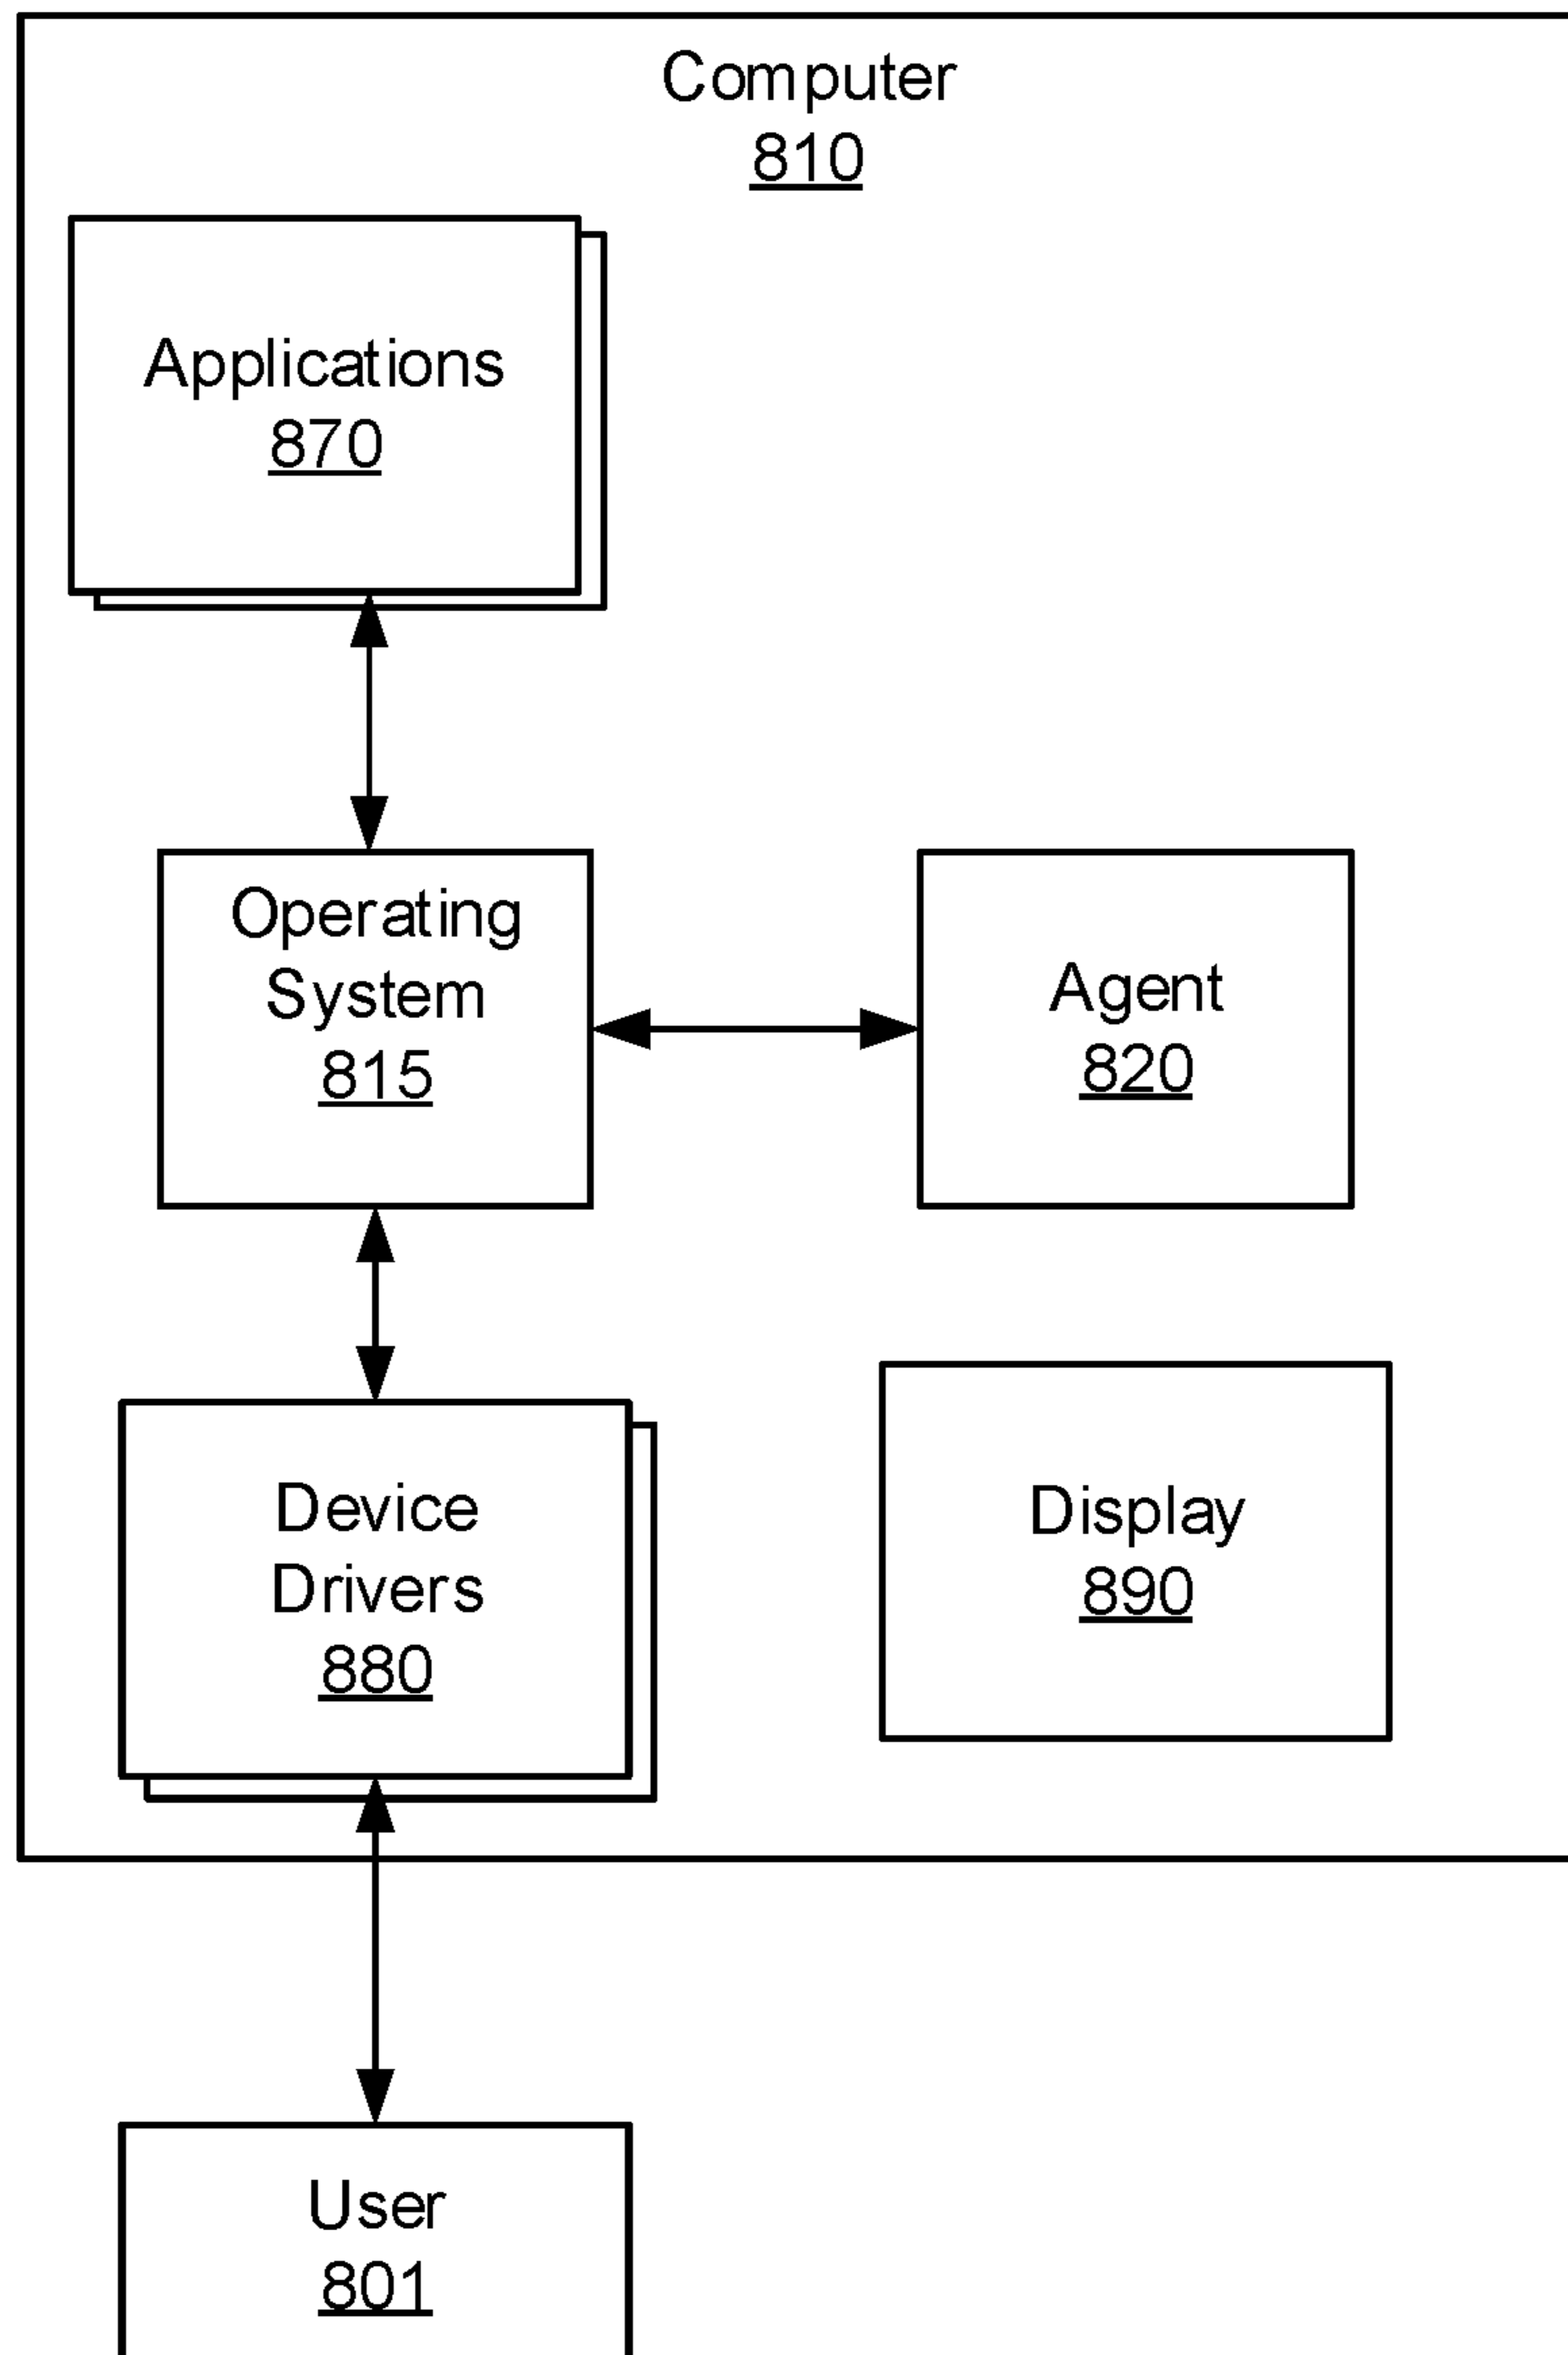 Computer
810
Applications
870
Operating
System
815
Agent
820
Device
Drivers
880
Display
890
User
801